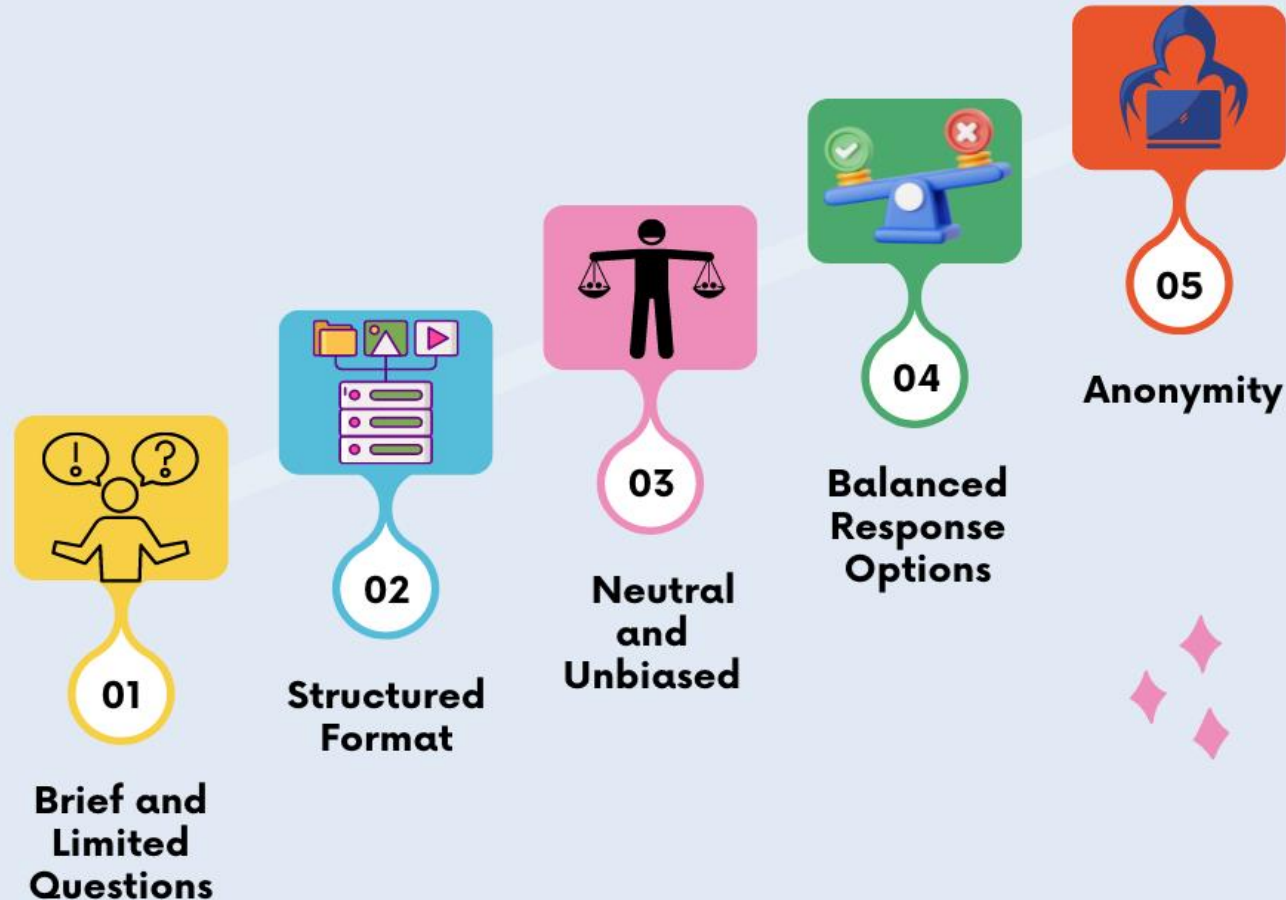 01
Brief and
Limited
Questions
02
Structured
Format
03
Neutral
and
Unbiased
04
Balanced
Response
Options
05
Anonymity